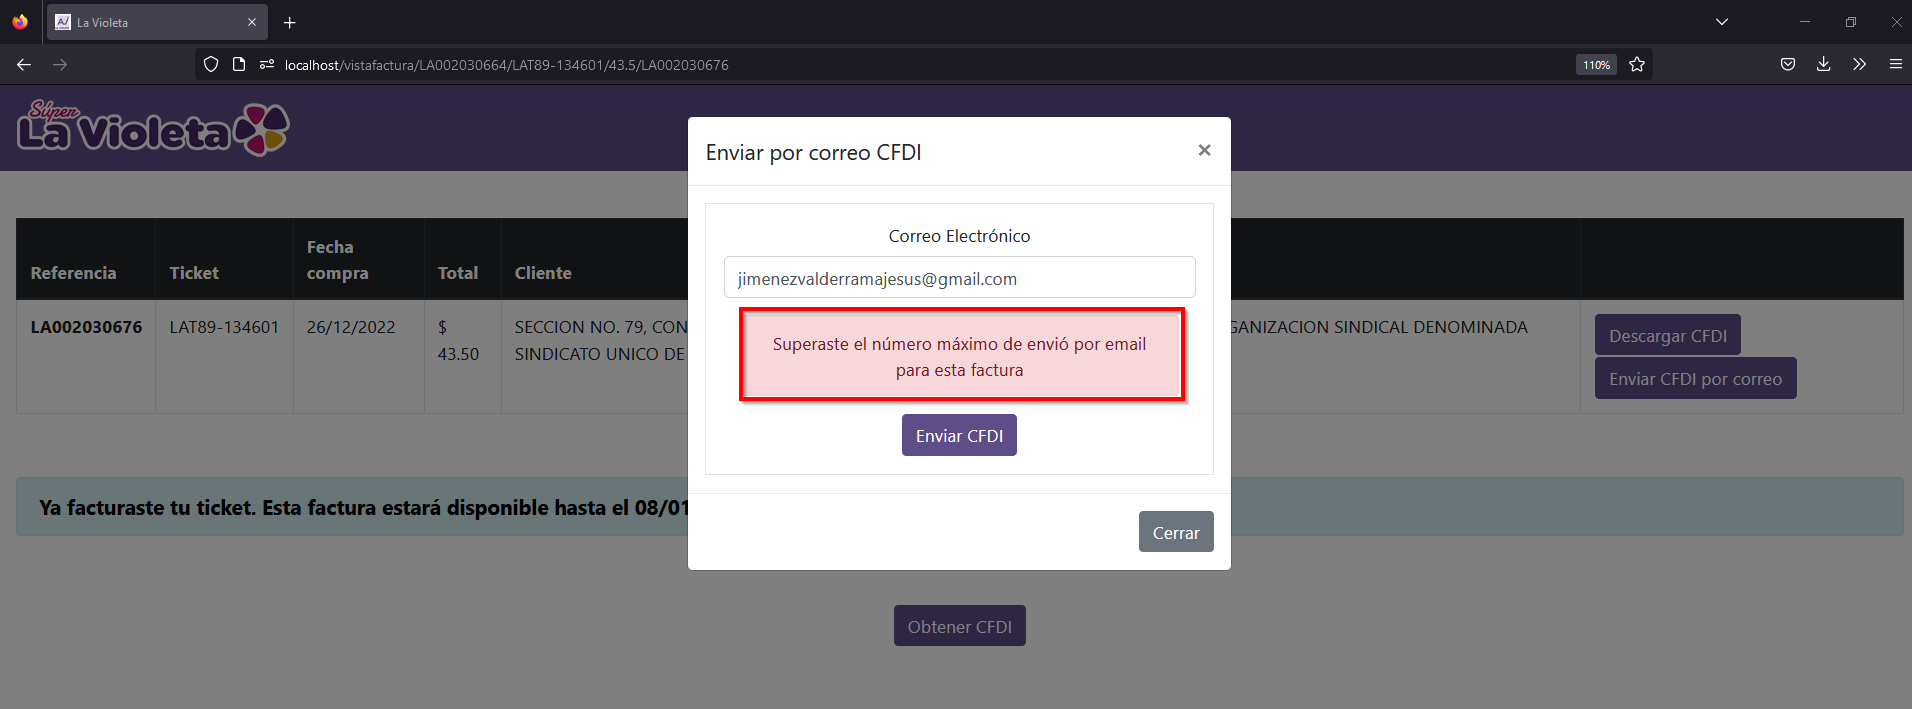 La Violeta
localhost/vistafactura/LA002030664/LAT89-134601/43.5/LA002030676
110%
Súper
La Violeta
Enviar por correo CFDI
×
Correo Electrónico
jimenezvalderramajesus@gmail.com
Superaste el número máximo de envió por email
para esta factura
Enviar CFDI
Cerrar
Referencia
Ticket
Fecha
compra
Total
Cliente
LA002030676
LAT89-134601
26/12/2022
$
43.50
SECCION NO. 79, CON
SINDICATO UNICO DE
GANIZACION SINDICAL DENOMINADA
Descargar CFDI
Enviar CFDI por correo
Ya facturaste tu ticket. Esta factura estará disponible hasta el 08/01
Obtener CFDI